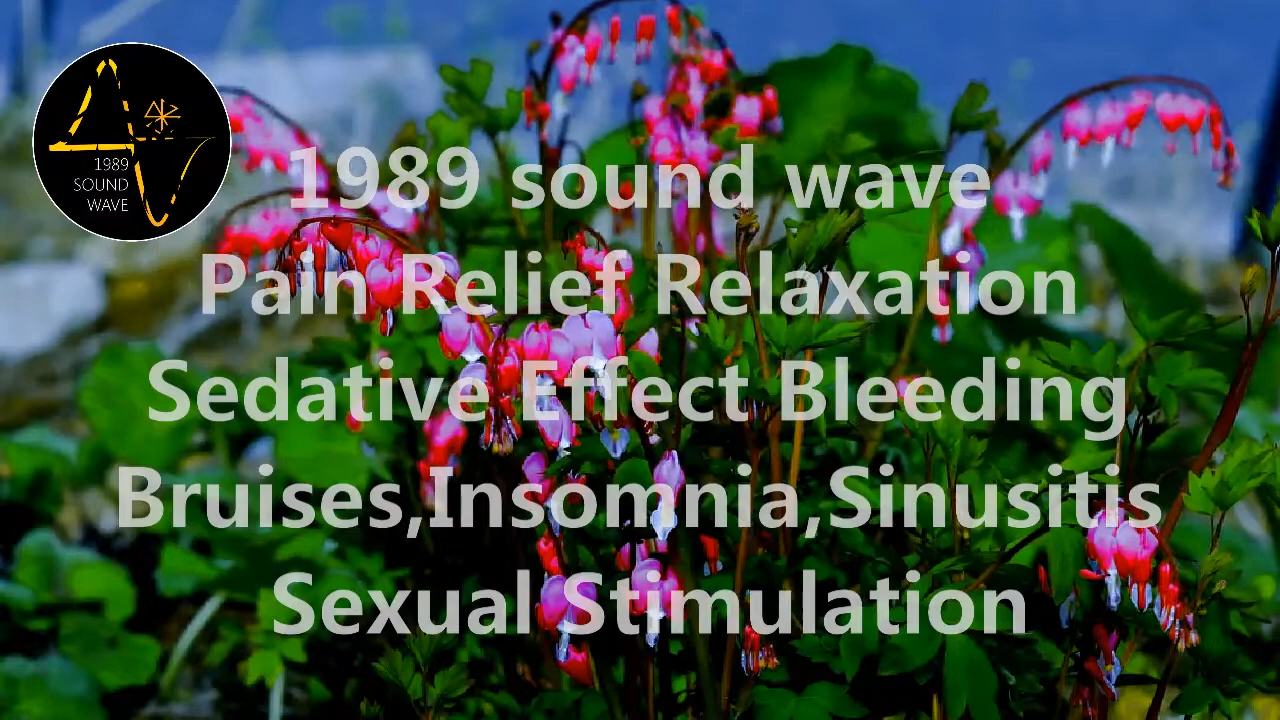 1989
SOUND
WAVE
1989 sound wave
Pain Relief Relaxation
Sedative Effect Bleeding
Bruises,Insomnia,Sinusitis
Sexual Stimulation